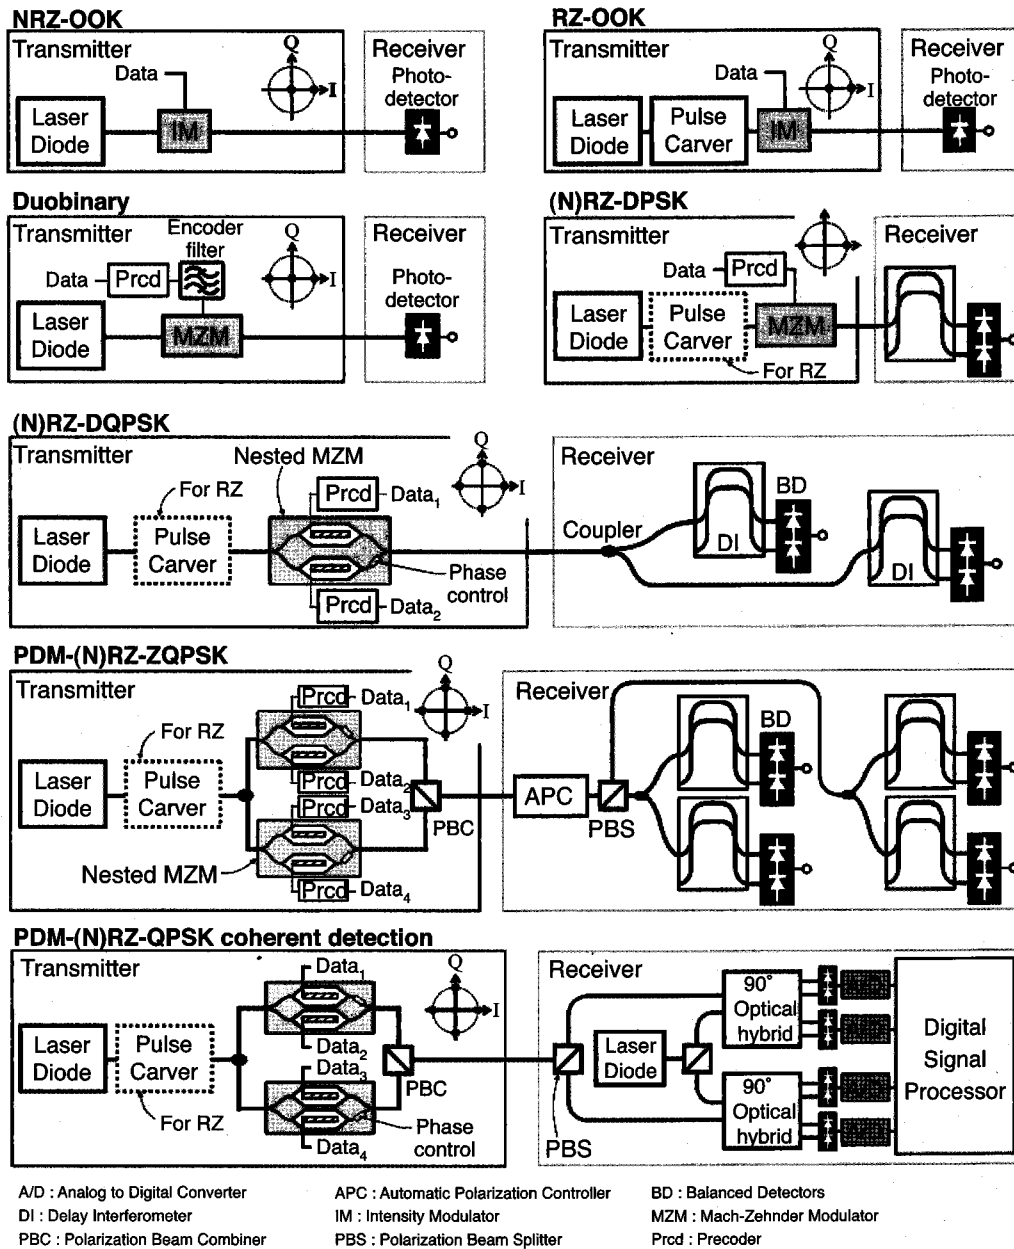 NRZ-OOK
Transmitter
Data
Q
I
Laser
Diode
IM
Receiver
Photo-
detector
RZ-OOK
Transmitter
Data
Q
I
Laser
Diode
Pulse
Carver
IM
Receiver
Photo-
detector
Duobinary
Transmitter
Encoder
filter
Data
Prcd
Q
I
Laser
Diode
MZM
Receiver
Photo-
detector
(N)RZ-DPSK
Transmitter
Data
Prcd
Laser
Diode
Pulse
Carver
MZM
For RZ
Receiver
(N)RZ-DQPSK
Transmitter
Nested MZM
For RZ
Prcd
Data1
Q
I
Laser
Diode
Pulse
Carver
Phase
control
Prcd
Data2
Receiver
Coupler
DI
BD
DI
PDM-(N)RZ-ZQPSK
Transmitter
For RZ
Prcd
Data1
Q
I
Laser
Diode
Pulse
Carver
Prcd
Data2
Prcd
Data3
PBC
Nested MZM
Prcd
Data4
Receiver
APC
PBS
BD
PDM-(N)RZ-QPSK coherent detection
Transmitter
Data1
Q
I
Laser
Diode
Pulse
Carver
Data2
Data3
PBC
For RZ
Phase
control
Data4
Receiver
PBS
Laser
Diode
90°
Optical
hybrid
90°
Optical
hybrid
Digital
Signal
Processor
A/D : Analog to Digital Converter
APC : Automatic Polarization Controller
BD : Balanced Detectors
DI : Delay Interferometer
IM : Intensity Modulator
MZM : Mach-Zehnder Modulator
PBC : Polarization Beam Combiner
PBS : Polarization Beam Splitter
Prcd : Precoder